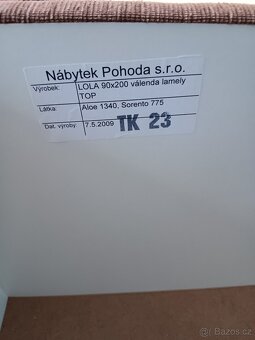 Nábytek Pohoda s.r.o.
Výrobek: LOLA 90x200 válenda lamely
TOP
Látka: Aloe 1340, Sorento 775
Dat. výroby: 7.5.2009 TK 23
Bazos.cz